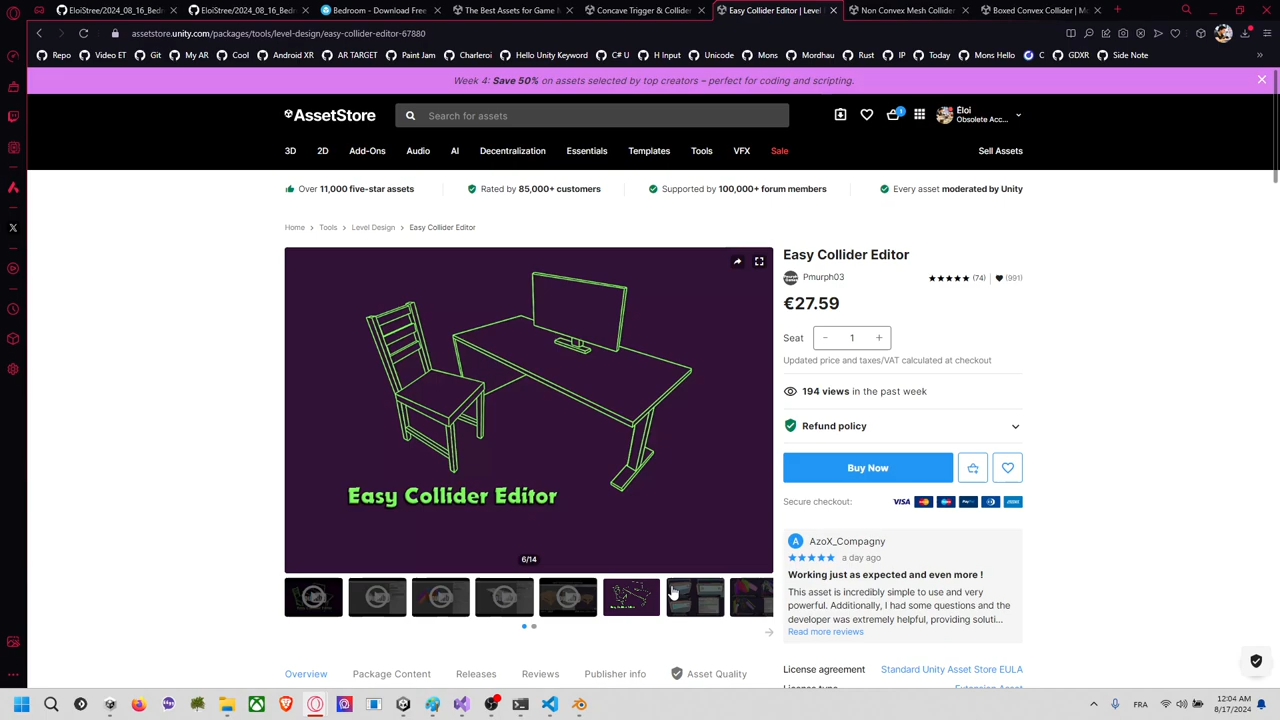 EloiStree/2024_08_19_Bedr
EloiStree/2024_08_19_Bedr
Bedroom - Download Free
The Best Assets for Game M
Concave Trigger & Collider
Easy Collider Editor | Level
Non Convex Mesh Collider
Boxed Convex Collider | Mo
assetstore.unity.com/packages/tools/level-design/easy-collider-editor-67880
Repo
Video ET
Git
My AR
Cool
Android XR
AR TARGET
Paint
Charleroi
Hello Unity Keyword
C# U
H Input
Unicode
Mons
Mordhau
Rust
IP
Today
Mons Hello
C
GDXR
Side Note
Week 4: Save 50% on assets selected by top creators – perfect for coding and scripting.
AssetStore
Search for assets
1
Éloi
Obsolete Acc...
3D
2D
Add-Ons
Audio
AI
Decentralization
Essentials
Templates
Tools
VFX
Sale
Sell Assets
Over 11,000 five-star assets
Rated by 85,000+ customers
Supported by 100,000+ forum members
Every asset moderated by Unity
Home > Tools > Level Design > Easy Collider Editor
Easy Collider Editor
6/14
Easy Collider Editor
Pmurph03
(74)
(991)
€27.59
Seat
- 1 +
Updated price and taxes/VAT calculated at checkout
194 views in the past week
Refund policy
Buy Now
Secure checkout:
VISA
PayPal
A
AzoX_Compagny
a day ago
Working just as expected and even more !
This asset is incredibly simple to use and very
powerful. Additionally, I had some questions and the
developer was extremely helpful, providing soluti...
Read more reviews
Overview
Package Content
Releases
Reviews
Publisher info
Asset Quality
License agreement
Standard Unity Asset Store EULA
License type
Extension Asset
FRA
12:04 AM
8/17/2024